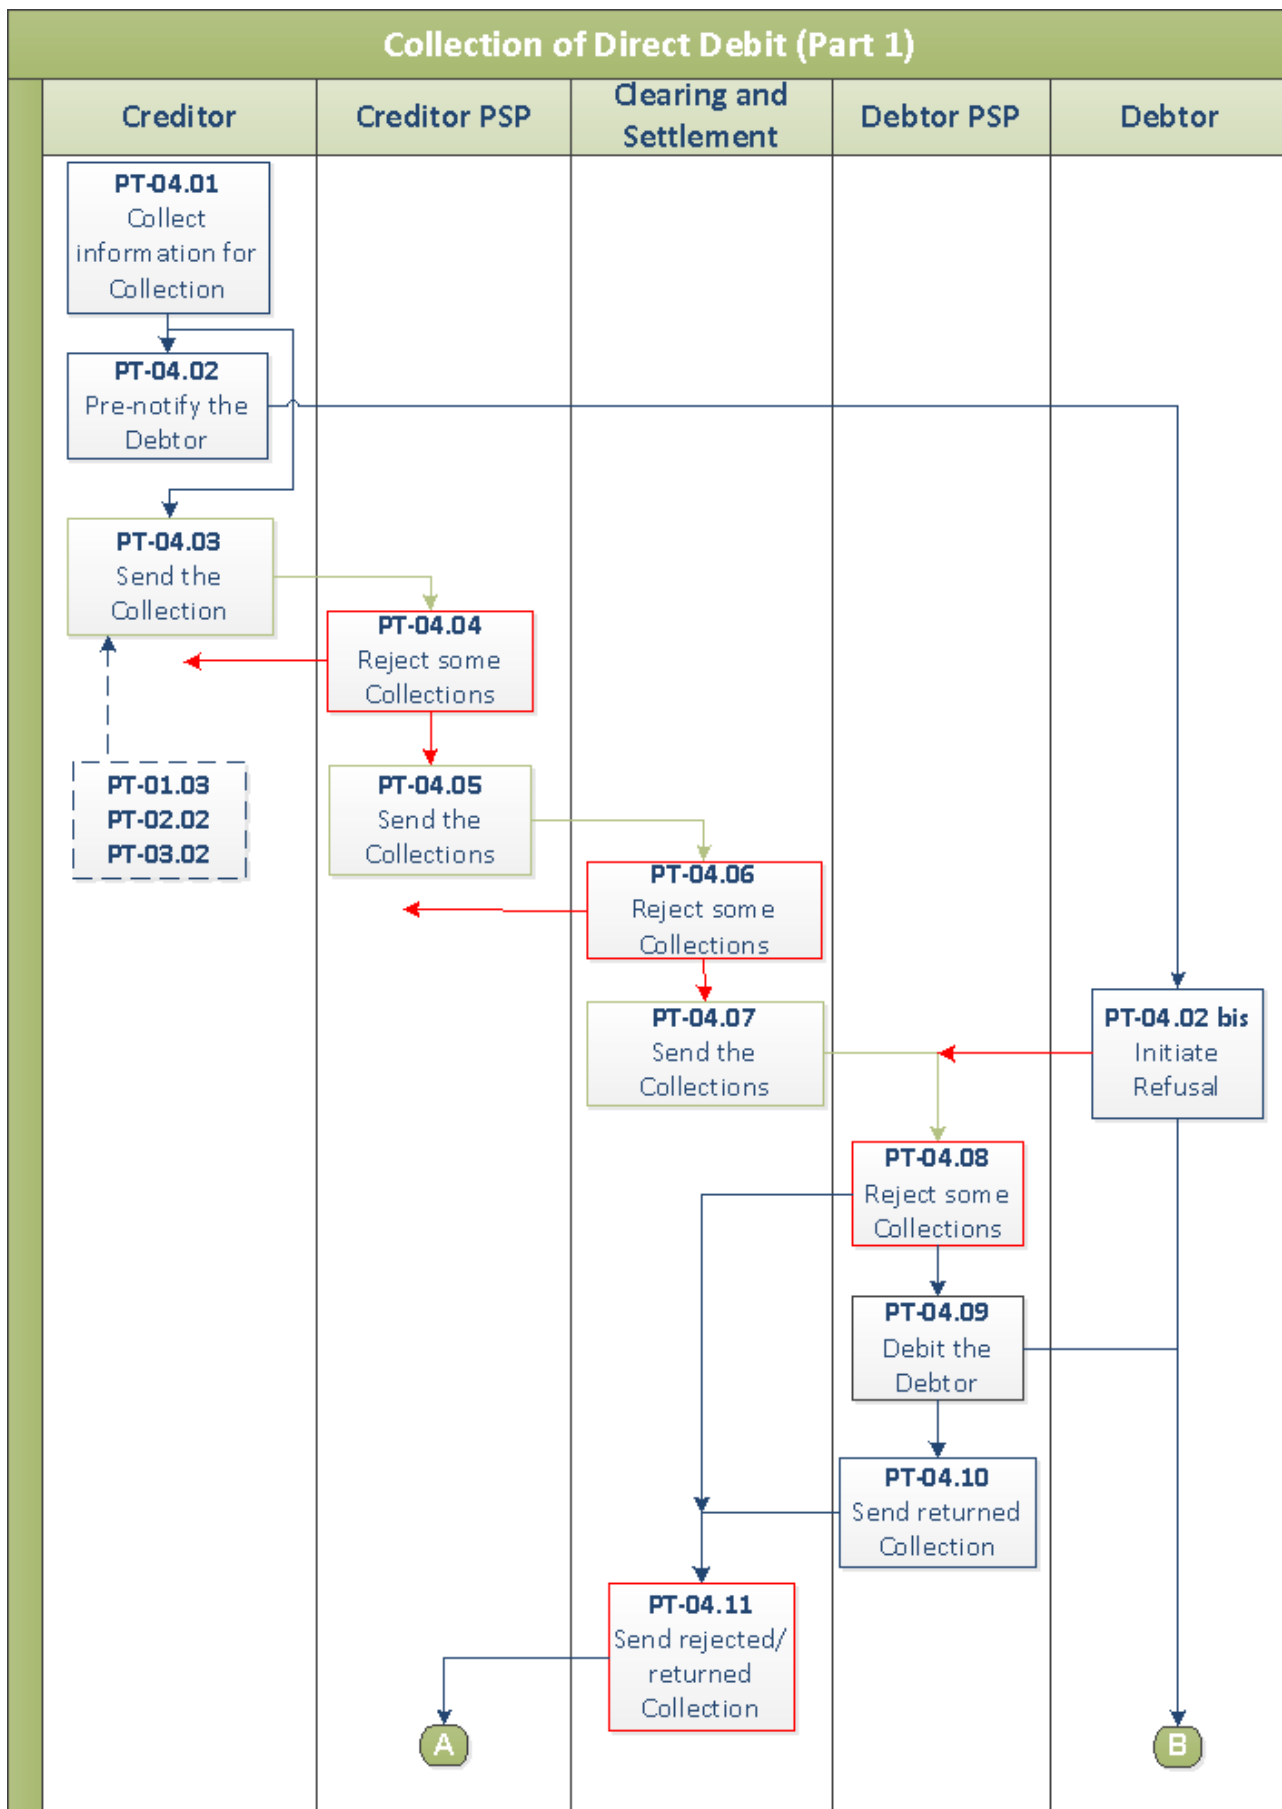 Collection of Direct Debit (Part 1)
Creditor
Creditor PSP
Clearing and
Settlement
Debtor PSP
Debtor
PT-04.01
Collect
information for
Collection
PT-04.02
Pre-notify the
Debtor
PT-04.03
Send the
Collection
PT-04.04
Reject some
Collections
PT-01.03
PT-02.02
PT-03.02
PT-04.05
Send the
Collections
PT-04.06
Reject some
Collections
PT-04.07
Send the
Collections
PT-04.02 bis
Initiate
Refusal
PT-04.08
Reject some
Collections
PT-04.09
Debit the
Debtor
PT-04.10
Send returned
Collection
PT-04.11
Send rejected/
returned
Collection
A
B